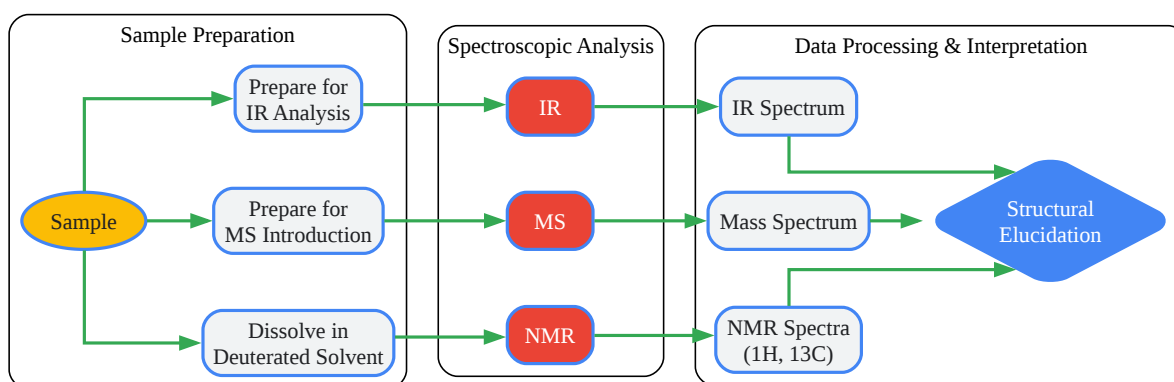 Sample Preparation
Spectroscopic Analysis
Data Processing & Interpretation
Prepare for
IR Analysis
IR
IR Spectrum
Sample
Prepare for
MS Introduction
MS
Mass Spectrum
Structural
Elucidation
Dissolve in
Deuterated Solvent
NMR
NMR Spectra
(1H, 13C)